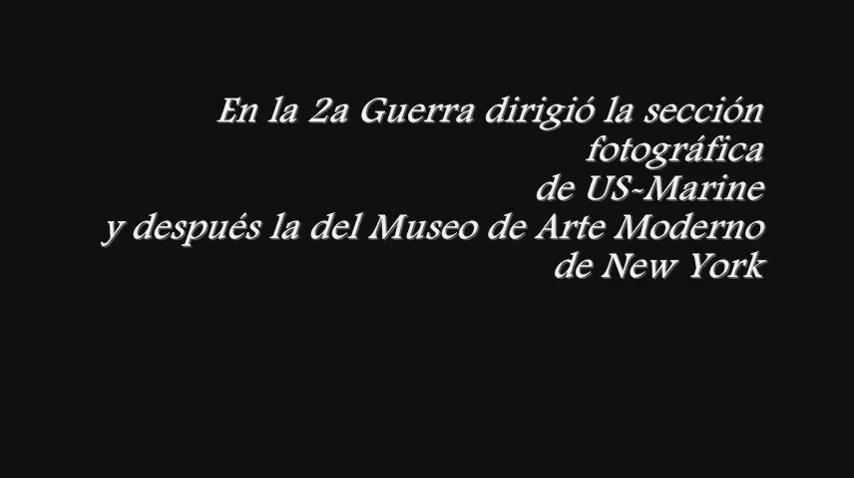 En la 2a Guerra dirigió la sección
fotográfica
de US-Marine
y después la del Museo de Arte Moderno
de New York